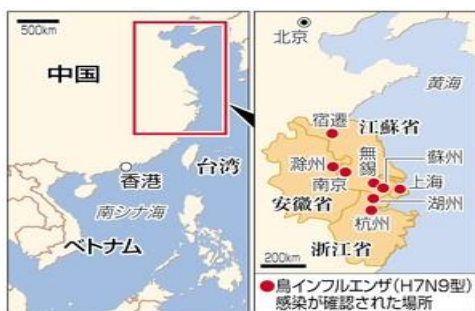 500km
中国
香港
台湾
南シナ海
ベトナム
北京
黄海
宿遷
江蘇省
無錫
蘇州
滁州
南京
上海
安徽省
湖州
杭州
浙江省
200km
●鳥インフルエンザ(H7N9型)
感染が確認された場所